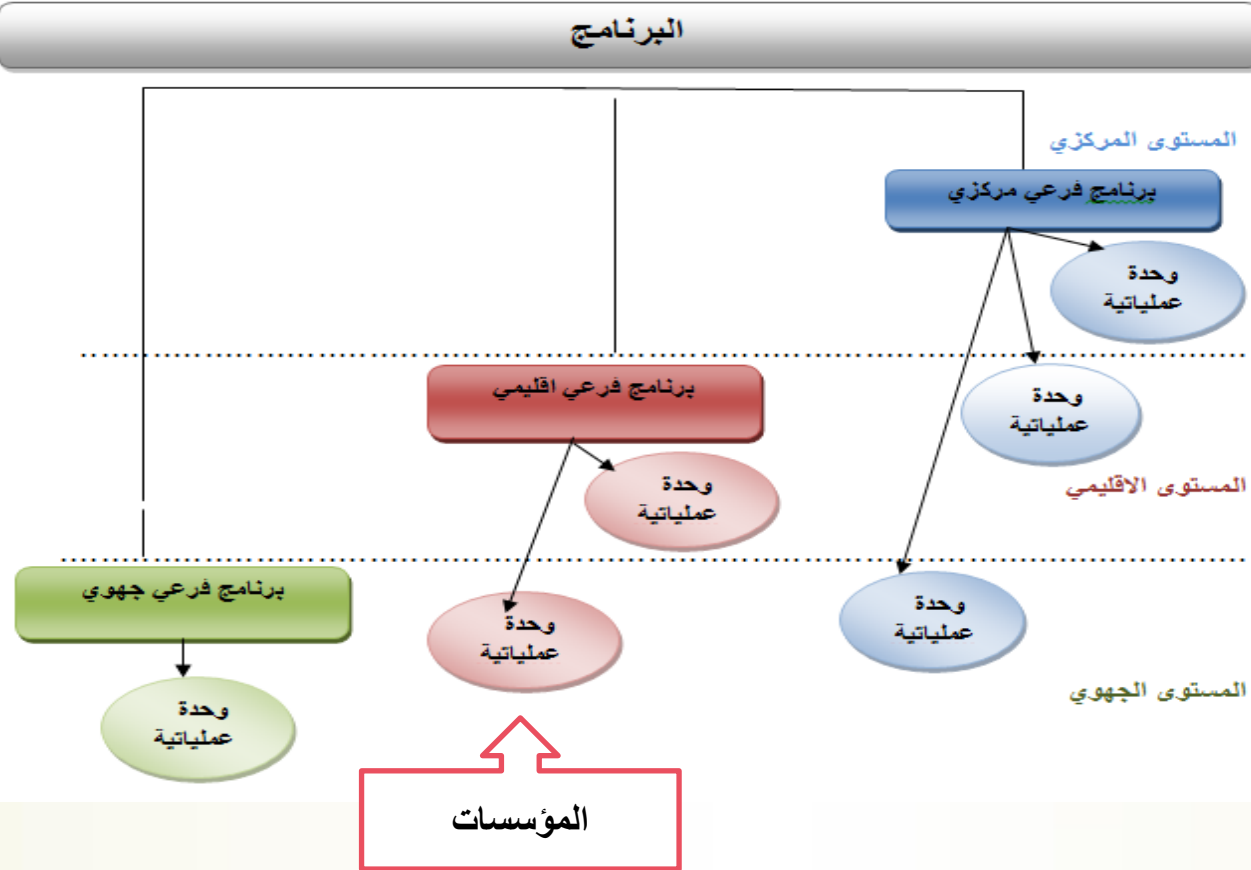 البرنامج
المستوى المركزي
برنامج فرعي مركزي
وحدة
عملياتية
برنامج فرعي اقليمي
وحدة
عملياتية
وحدة
عملياتية
المستوى الاقليمي
برنامج فرعي جهوي
وحدة
عملياتية
وحدة
عملياتية
المستوى الجهوي
وحدة
عملياتية
المؤسسات